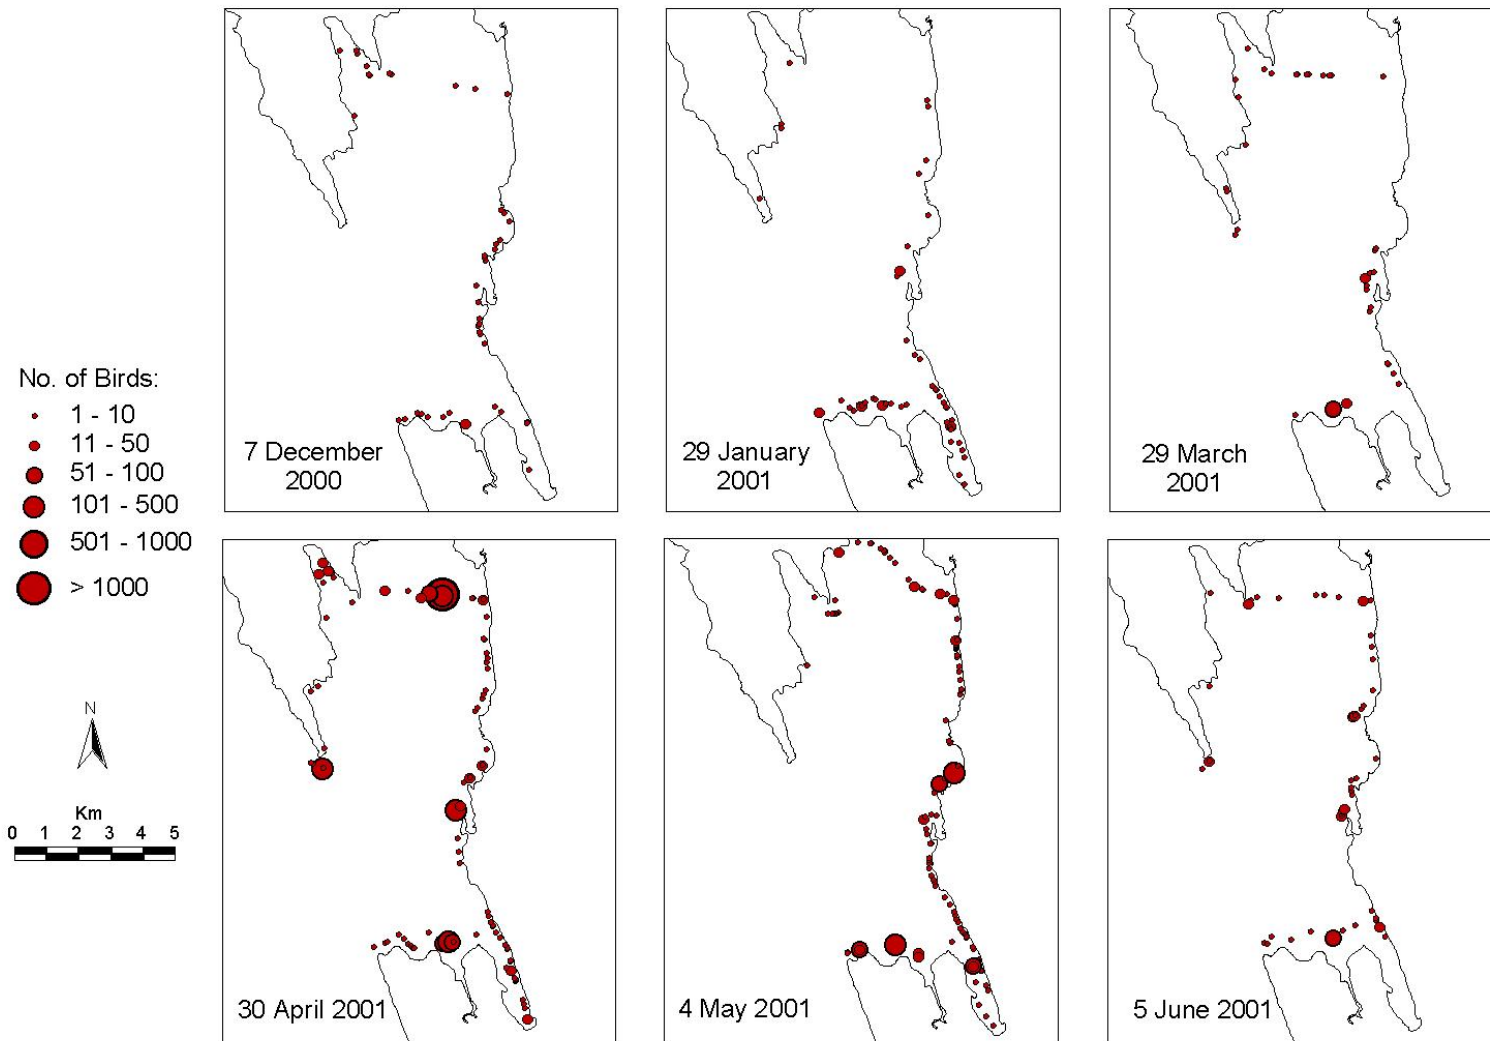 No. of Birds:
1 - 10
11 - 50
51 - 100
101 - 500
501 - 1000
> 1000
N
Km
0 1 2 3 4 5
7 December
2000
29 January
2001
29 March
2001
30 April 2001
4 May 2001
5 June 2001